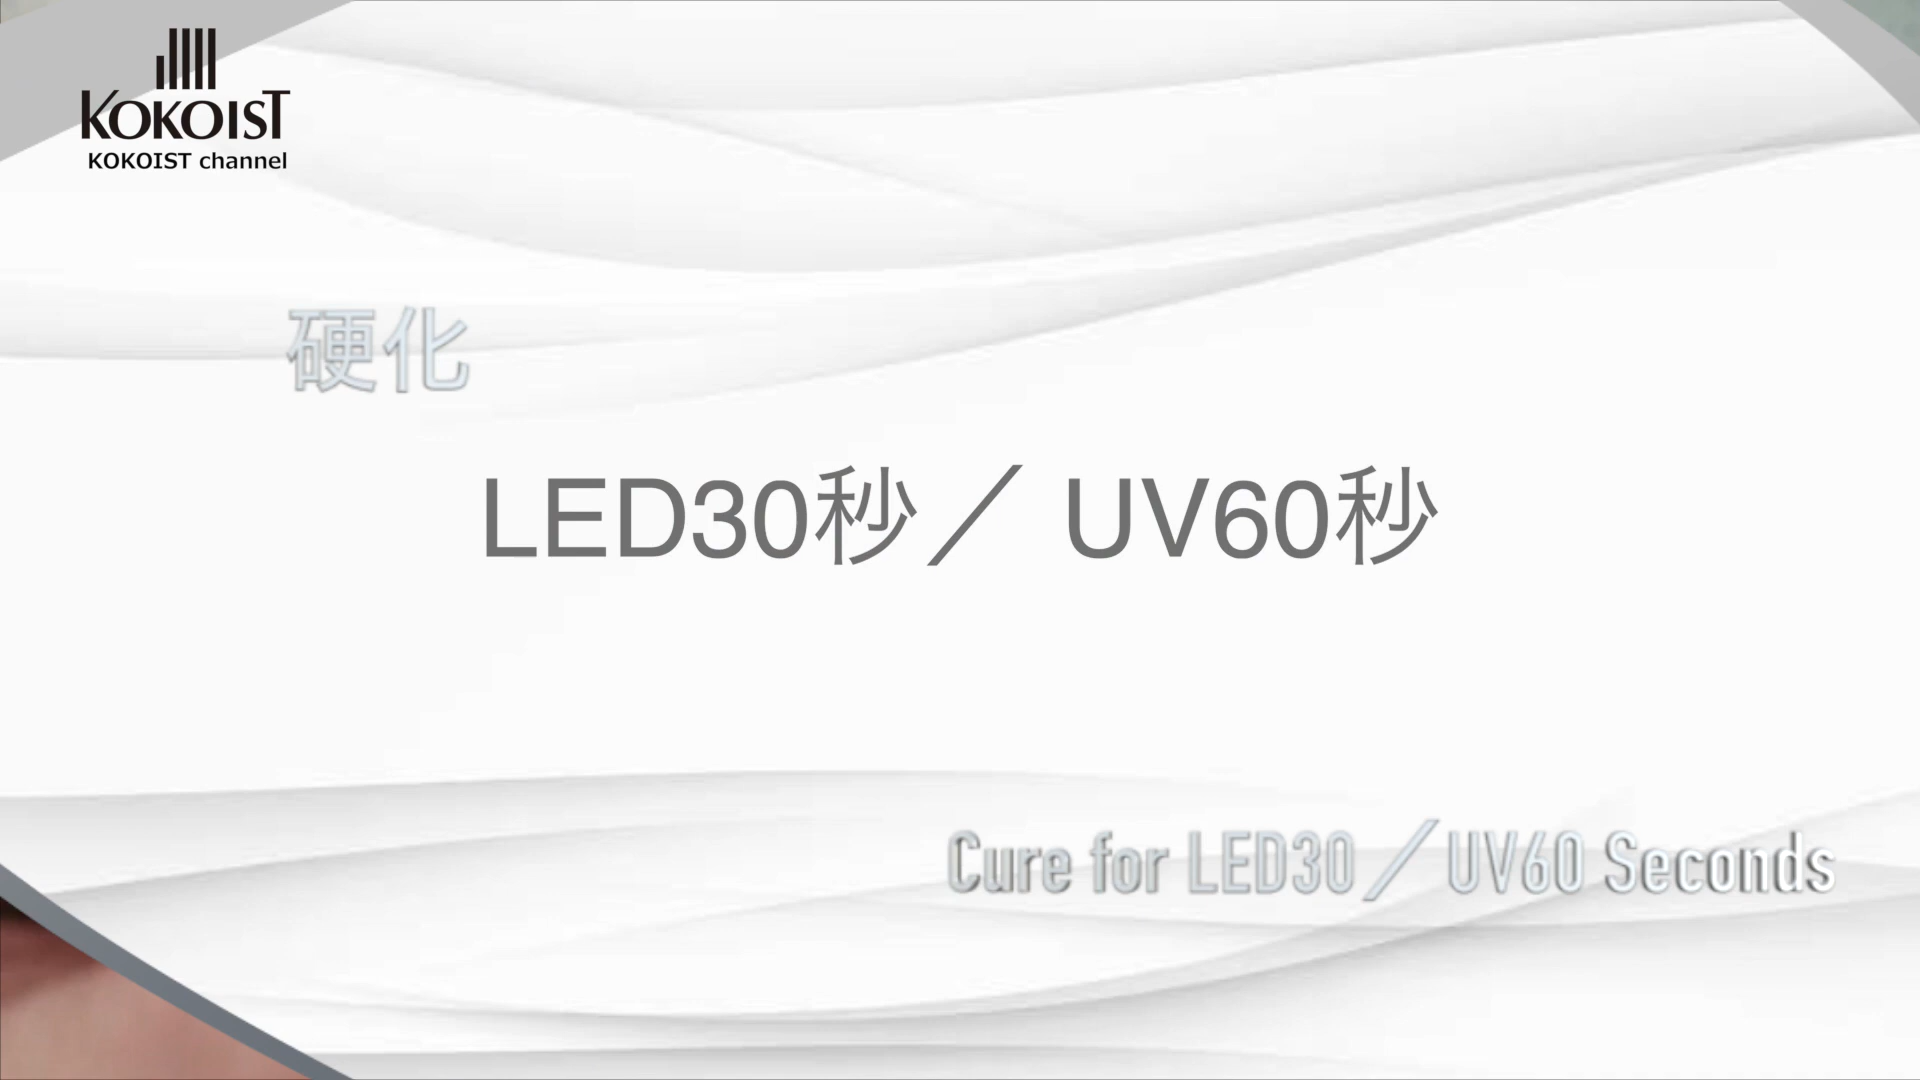 KOKOIST
KOKOIST channel
硬化
LED30秒／ UV60秒
Cure for LED30／UV60 Seconds